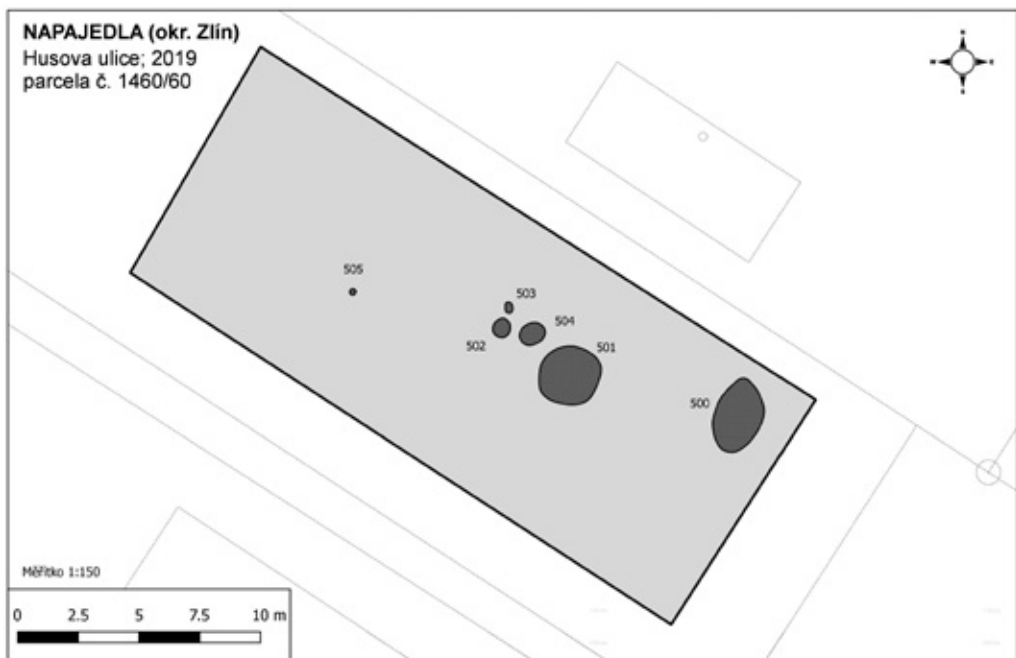 NAPAJEDLA (okr. Zlín)
Husova ulice; 2019
parcela č. 1460/60
505
503
504
502
501
500
Měřítko 1:150
0 2.5 5 7.5 10 m